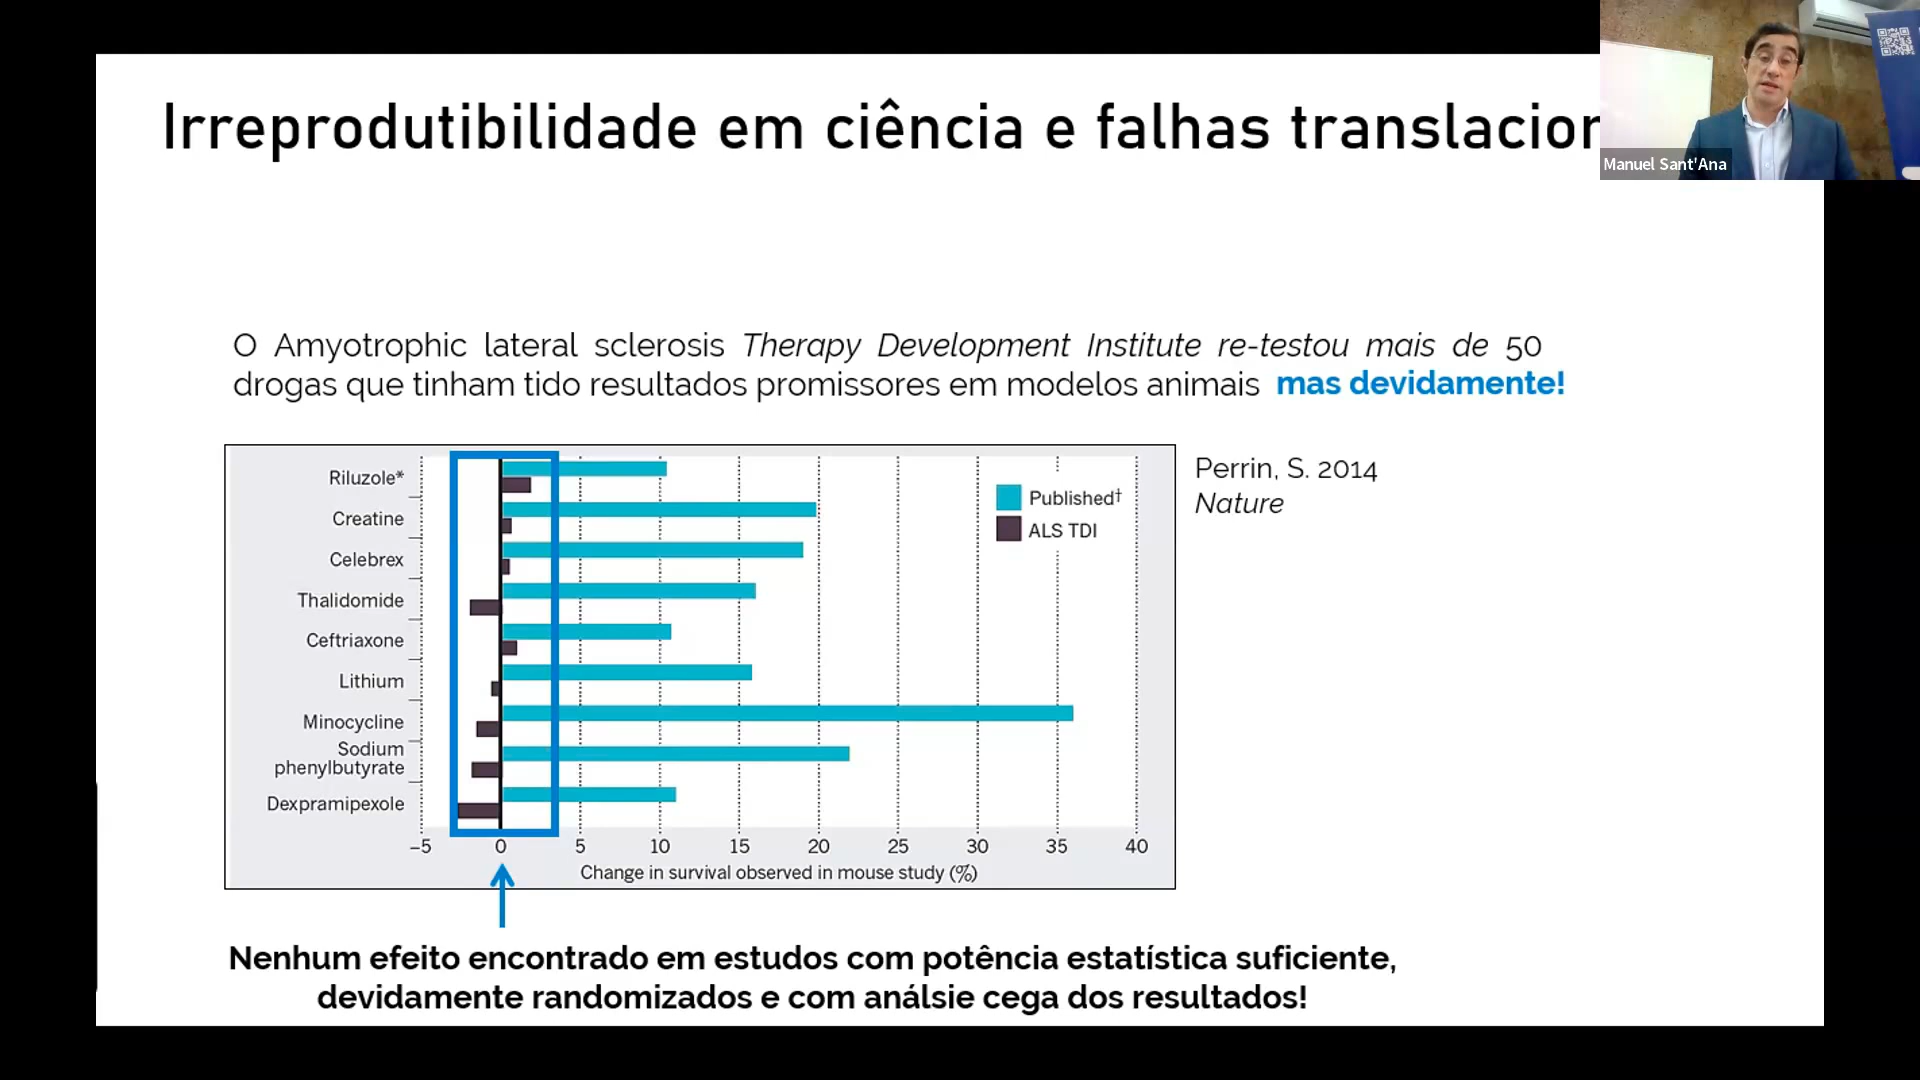 Irreprodutibilidade em ciência e falhas translacion
Manuel Sant'Ana
O Amyotrophic lateral sclerosis Therapy Development Institute re-testou mais de 50
drogas que tinham tido resultados promissores em modelos animais mas devidamente!
Perrin, S. 2014
Nature
Riluzole*
Creatine
Celebrex
Thalidomide
Ceftriaxone
Lithium
Minocycline
Sodium
phenylbutyrate
Dexpramipexole
Published†
ALS TDI
–5 0 5 10 15 20 25 30 35 40
Change in survival observed in mouse study (%)
Nenhum efeito encontrado em estudos com potência estatística suficiente,
devidamente randomizados e com análsie cega dos resultados!